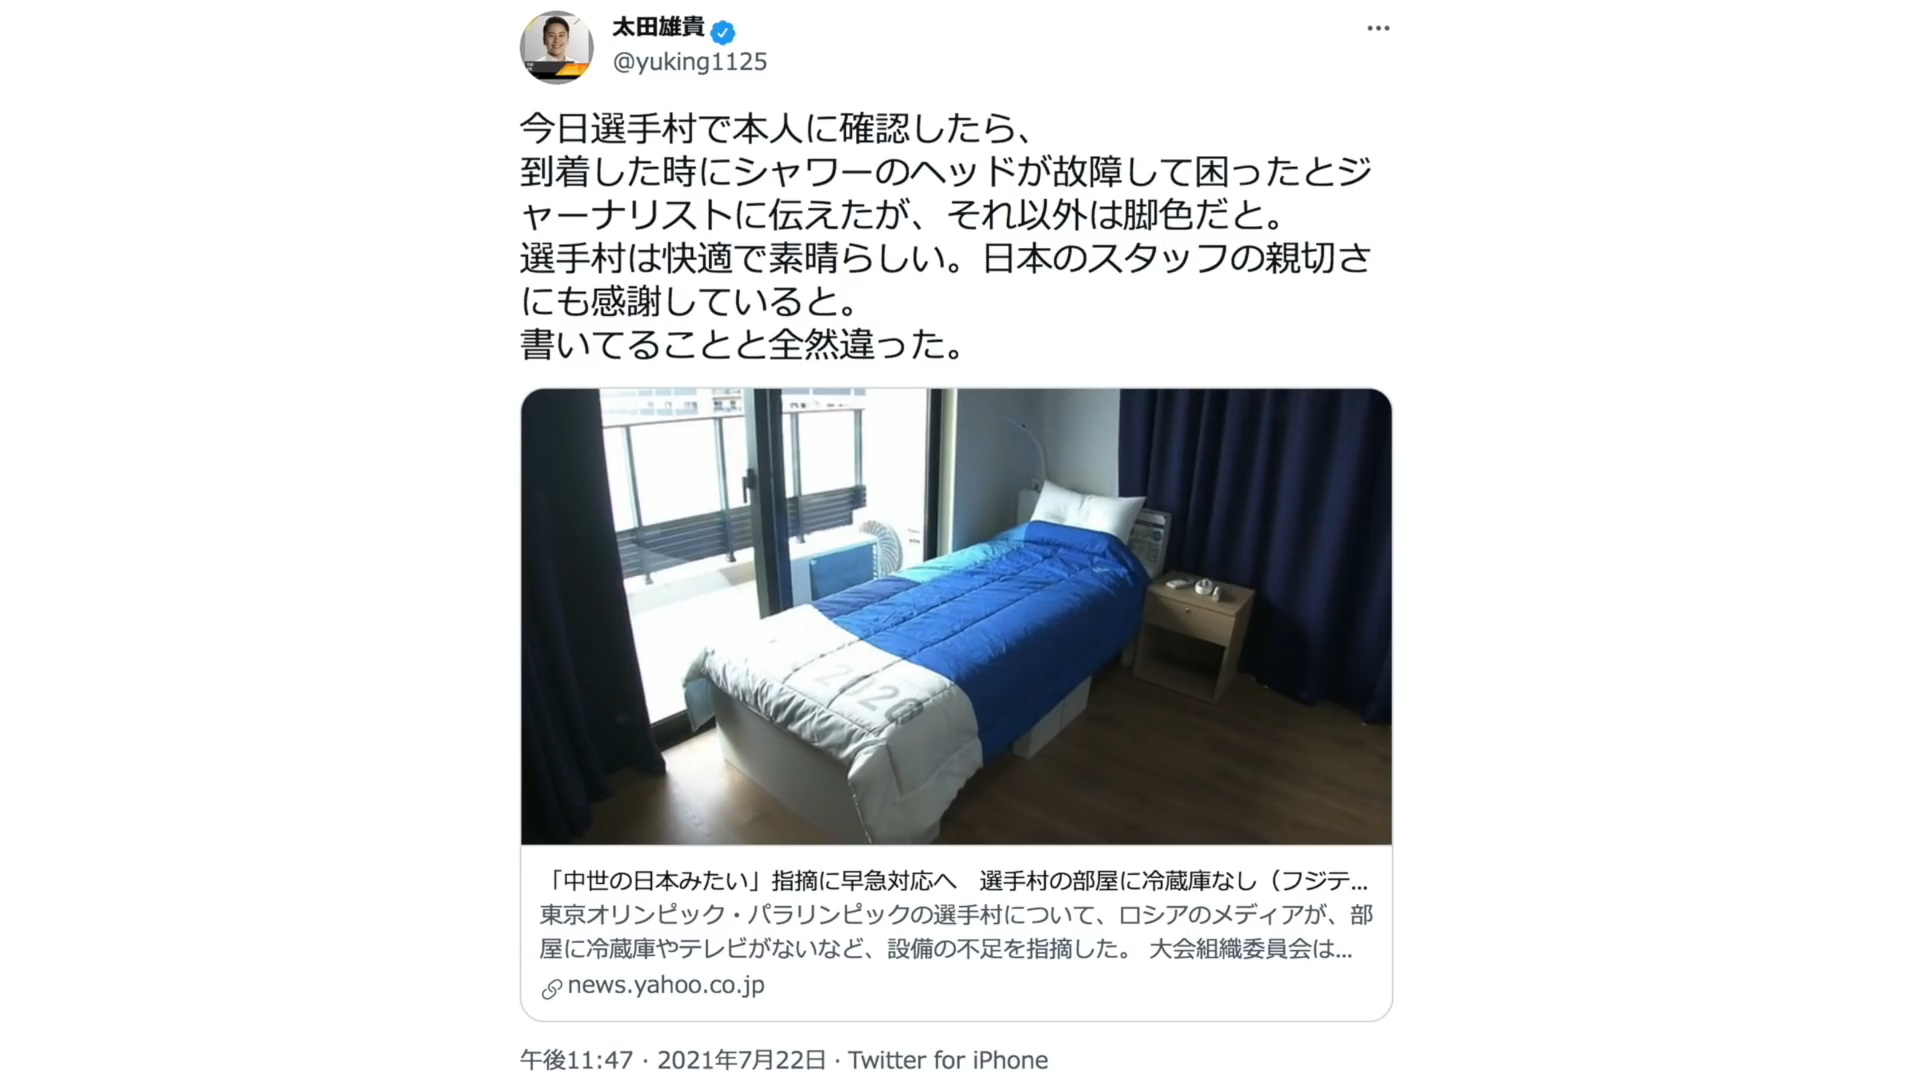 太田雄貴
@yuking1125
今日選手村で本人に確認したら、
到着した時にシャワーのヘッドが故障して困ったとジ
ャーナリストに伝えたが、それ以外は脚色だと。
選手村は快適で素晴らしい。日本のスタッフの親切さ
にも感謝していると。
書いてることと全然違った。
2020
「中世の日本みたい」指摘に早急対応へ　選手村の部屋に冷蔵庫なし（フジテ...
東京オリンピック・パラリンピックの選手村について、ロシアのメディアが、部
屋に冷蔵庫やテレビがないなど、設備の不足を指摘した。 大会組織委員会は...
news.yahoo.co.jp
午後11:47 · 2021年7月22日 · Twitter for iPhone